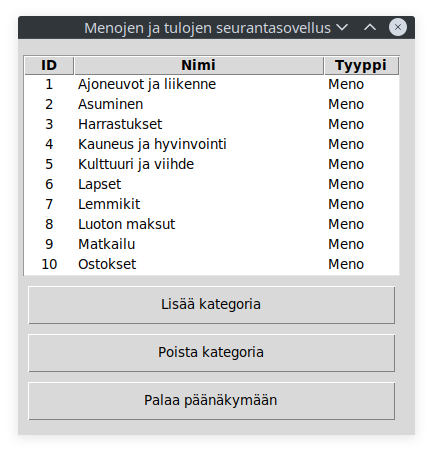 Menojen ja tulojen seurantasovellus
ID Nimi Tyyppi
1 Ajoneuvot ja liikenne Meno
2 Asuminen Meno
3 Harrastukset Meno
4 Kauneus ja hyvinvointi Meno
5 Kulttuuri ja viihde Meno
6 Lapset Meno
7 Lemmikit Meno
8 Luoton maksut Meno
9 Matkailu Meno
10 Ostokset Meno
Lisää kategoria
Poista kategoria
Palaa päänäkymään